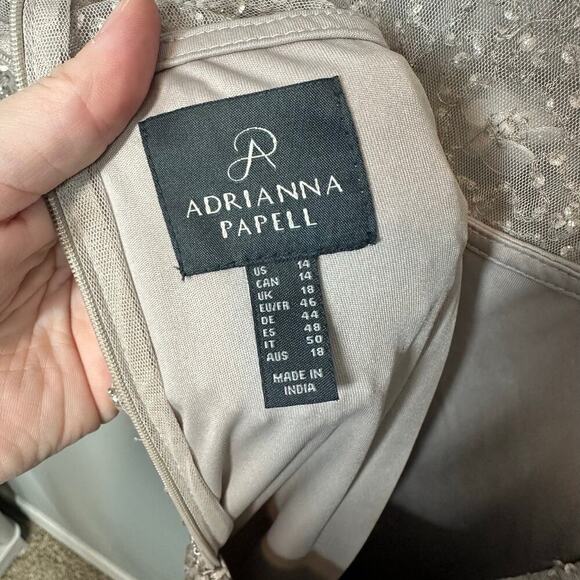 ADRIANNA
PAPELL
US 14
CAN 14
UK 18
EU/FR 46
DE 44
ES 48
IT 50
AUS 18
MADE IN
INDIA